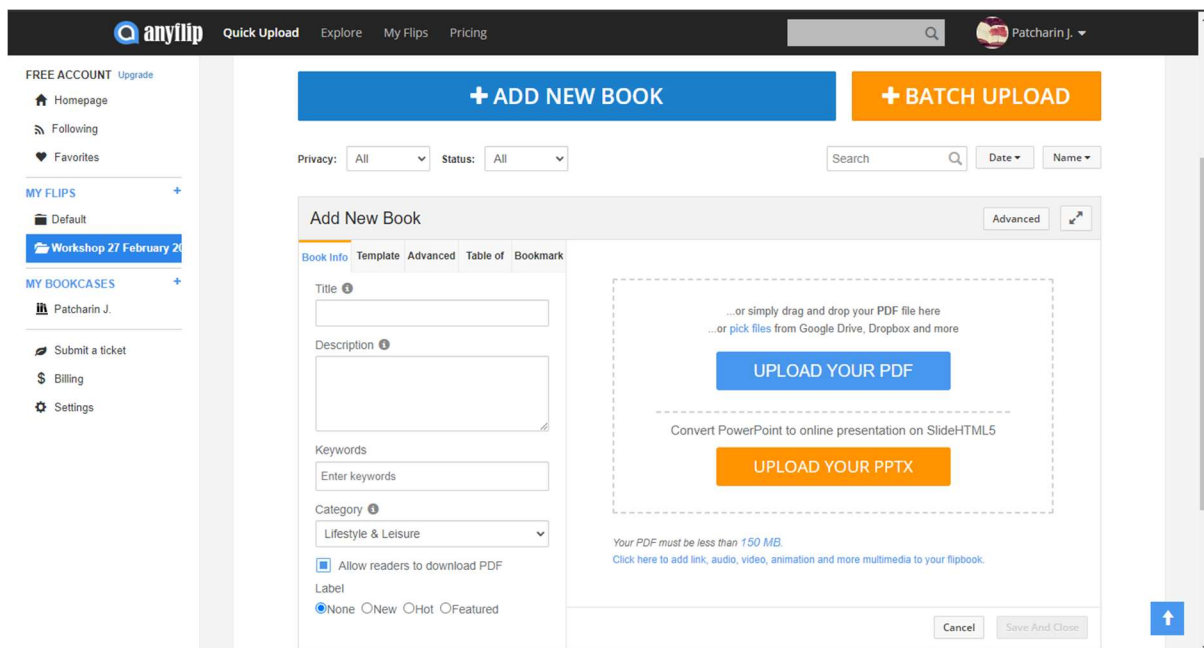 anyflip Quick Upload Explore My Flips Pricing Patcharin J.
FREE ACCOUNT Upgrade
Homepage
Following
Favorites
MY FLIPS +
Default
Workshop 27 February 20
MY BOOKCASES +
Patcharin J.
Submit a ticket
$ Billing
Settings
+ ADD NEW BOOK + BATCH UPLOAD
Privacy: All Status: All Search Date Name
Add New Book Advanced
Book Info Template Advanced Table of Bookmark
Title
Description
Keywords
Enter keywords
Category
Lifestyle & Leisure
Allow readers to download PDF
Label
None New Hot Featured
...or simply drag and drop your PDF file here
...or pick files from Google Drive, Dropbox and more
UPLOAD YOUR PDF
Convert PowerPoint to online presentation on SlideHTML5
UPLOAD YOUR PPTX
Your PDF must be less than 150 MB.
Click here to add link, audio, video, animation and more multimedia to your flipbook.
Cancel Save And Close